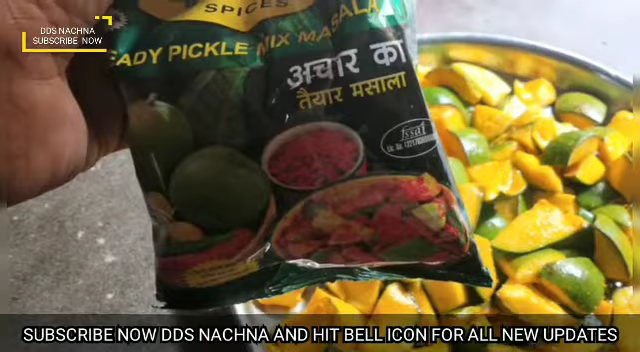 DDS NACHNA
SUBSCRIBE NOW
SPICES
EADY PICKLE MIX MASALA
अचार का
तैयार मसाला
fssai
SUBSCRIBE NOW DDS NACHNA AND HIT BELL ICON FOR ALL NEW UPDATES